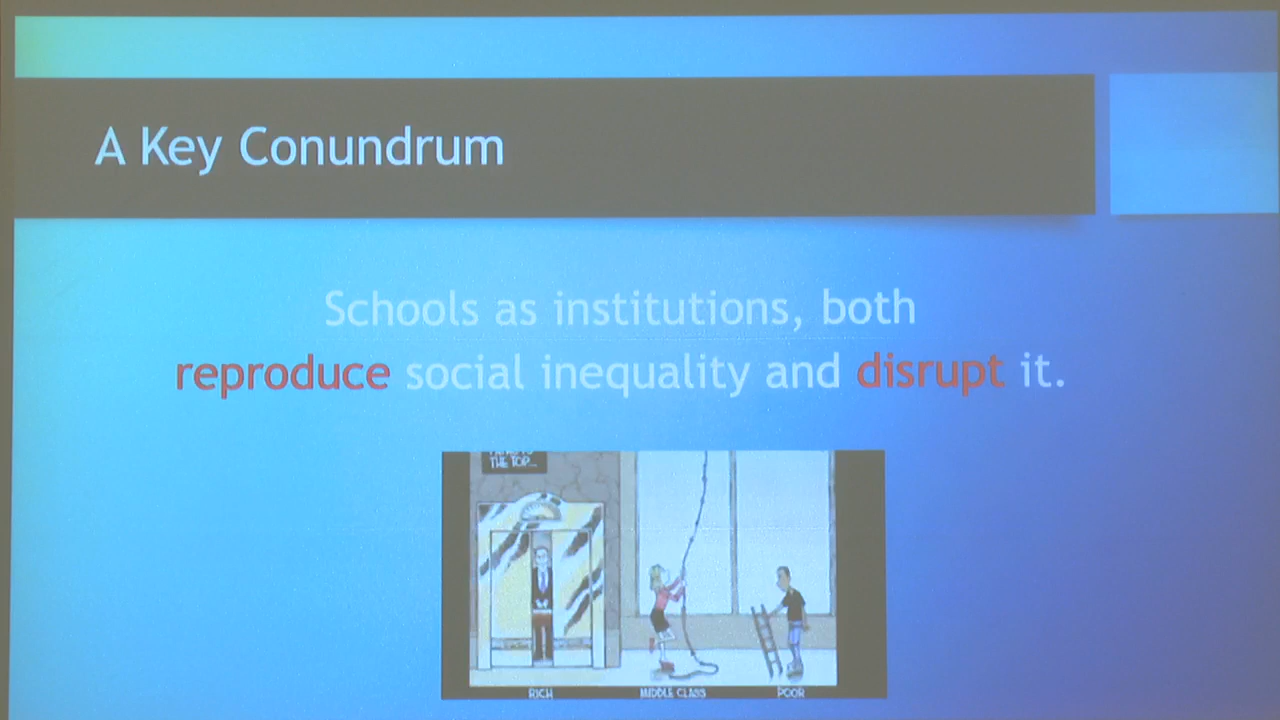 A Key Conundrum
Schools as institutions, both
reproduce social inequality and disrupt it.
THE TOP...
RICH
MIDDLE CLASS
POOR